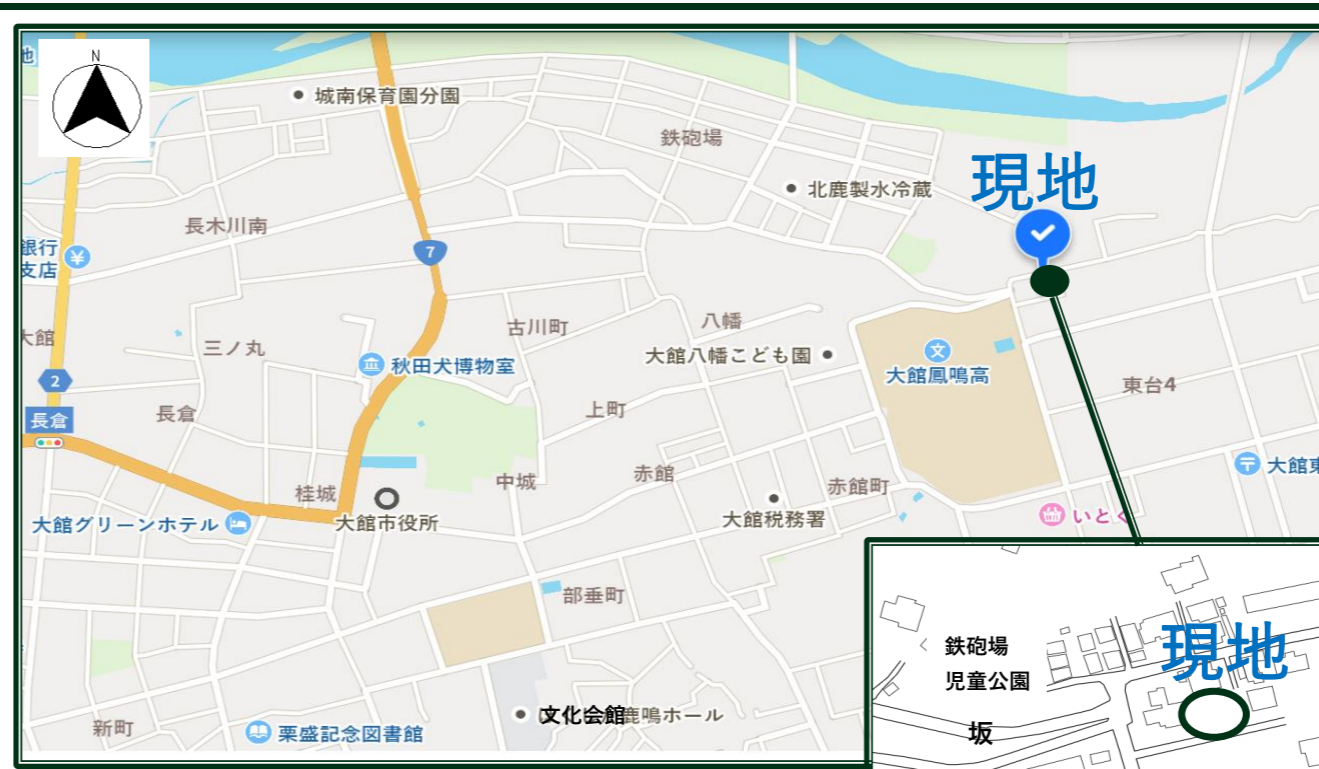 地
N
城南保育園分園
鉄砲場
北鹿製水冷蔵
現地
長木川南
銀行
支店
7
古川町
八幡
大館
三ノ丸
秋田犬博物室
大館八幡こども園
文
大館鳳鳴高
東台4
2
長倉
長倉
上町
赤館
赤館町
中城
桂城
大館市役所
大館グリーンホテル
大館税務署
大館東
いとく
部垂町
新町
栗盛記念図書館
文化会館鹿鳴ホール
鉄砲場
児童公園
現地
坂